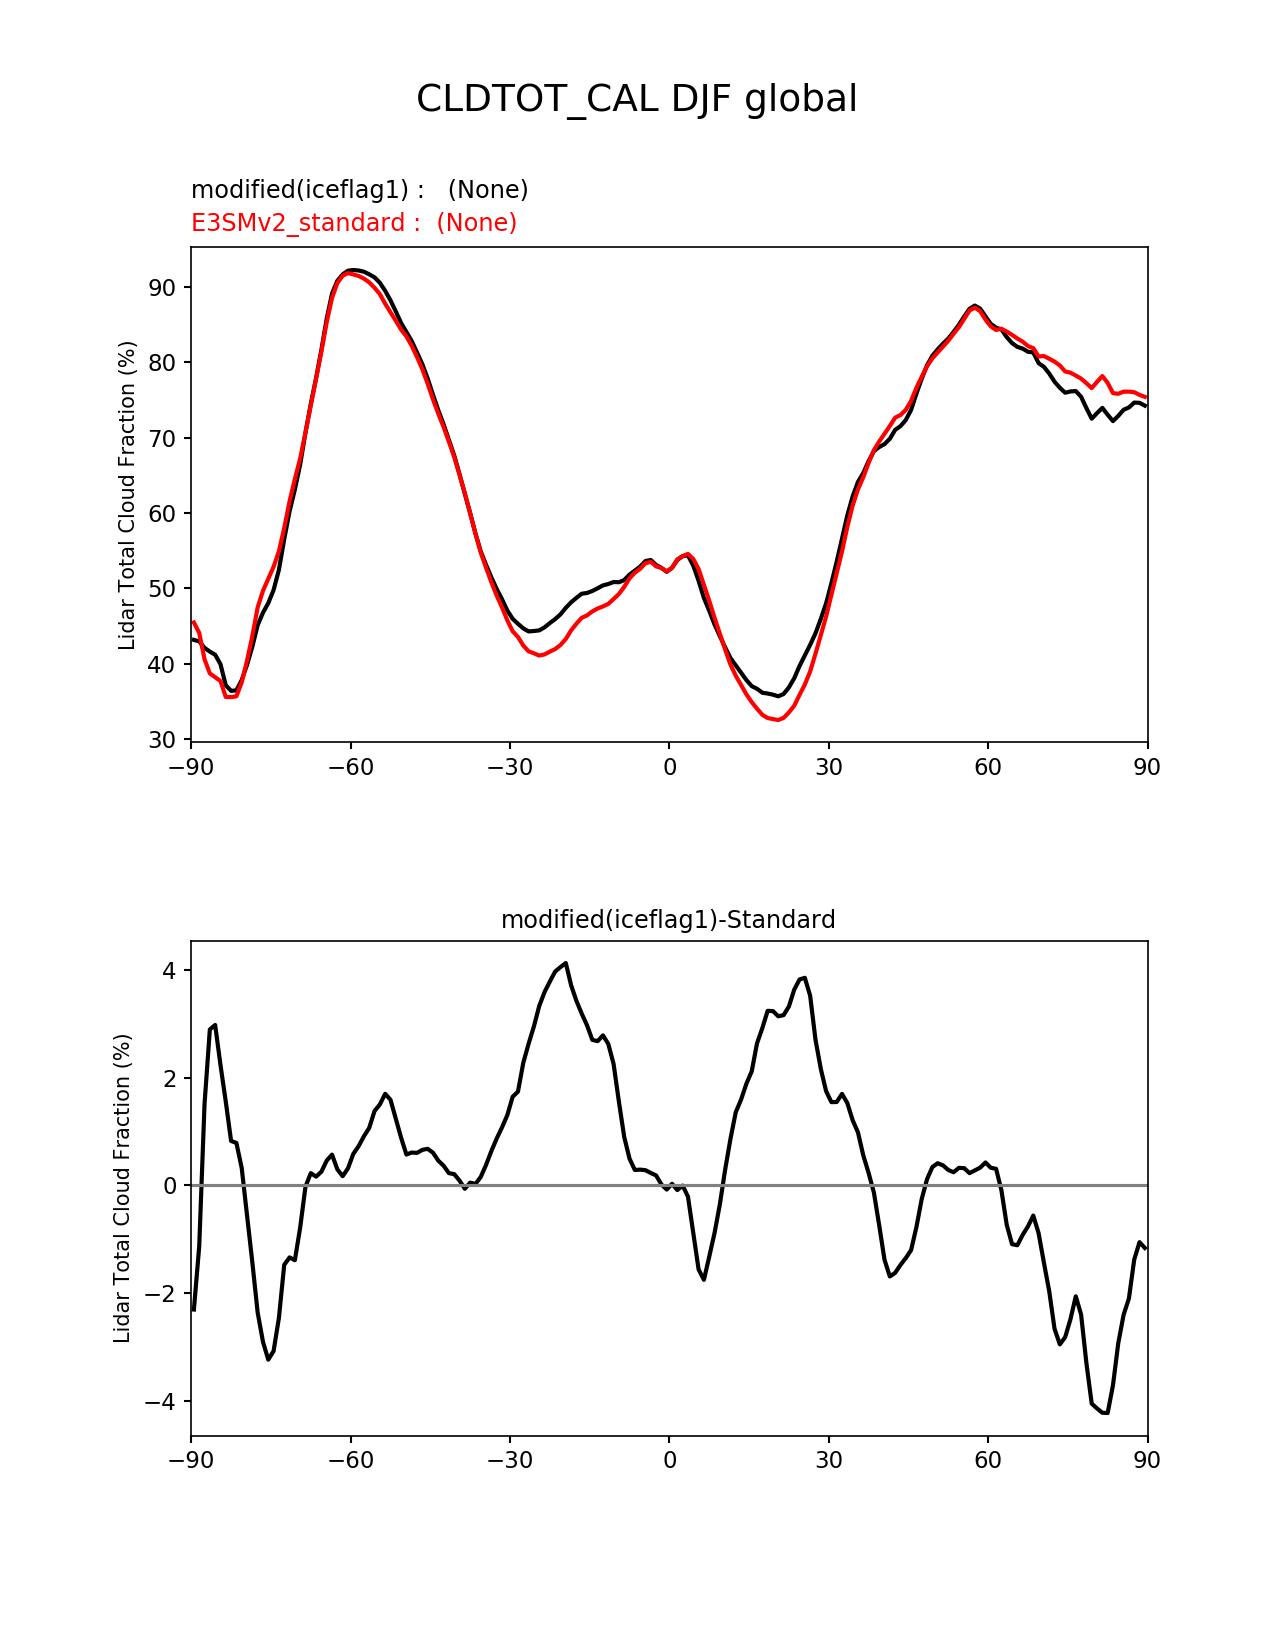 CLDTOT_CAL DJF global
modified(iceflag1) :   (None)
E3SMv2_standard :  (None)
Lidar Total Cloud Fraction (%)
90
80
70
60
50
40
30
−90 −60 −30 0 30 60 90
modified(iceflag1)-Standard
Lidar Total Cloud Fraction (%)
4
2
0
−2
−4
−90 −60 −30 0 30 60 90